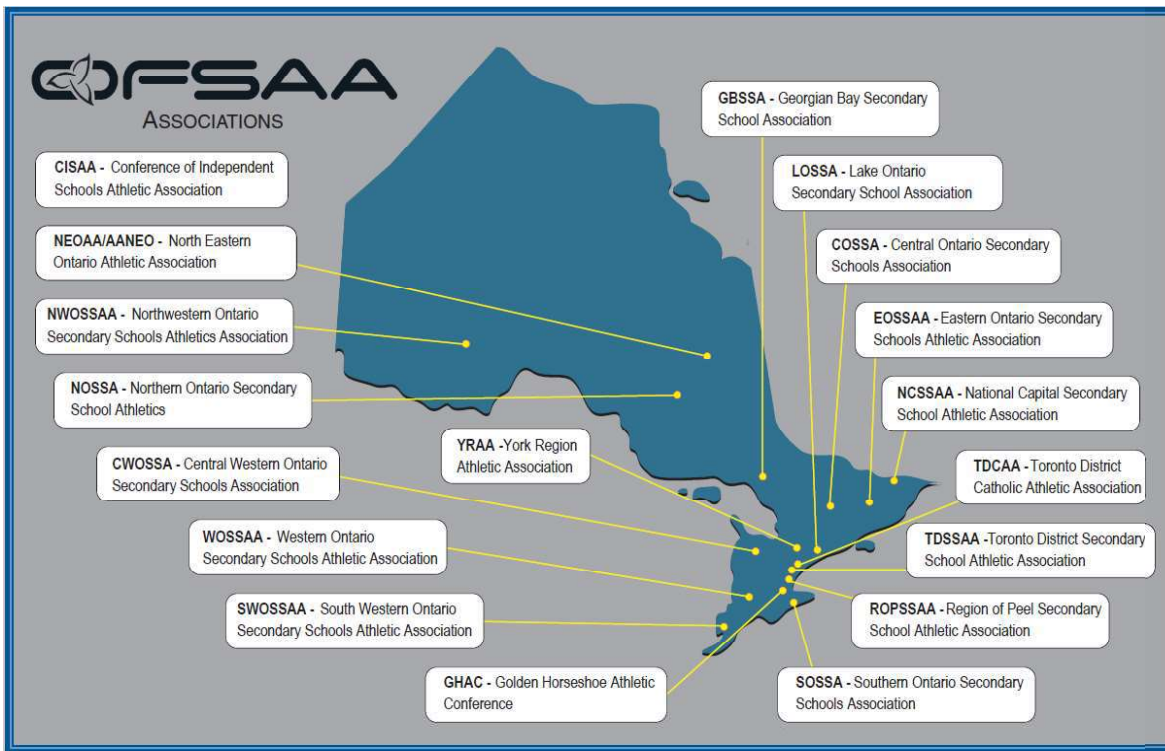 OFSAA
ASSOCIATIONS
CISAA - Conference of Independent
Schools Athletic Association
NEOAA/AANEO - North Eastern
Ontario Athletic Association
NWOSSAA - Northwestern Ontario
Secondary Schools Athletics Association
NOSSA - Northern Ontario Secondary
School Athletics
CWOSSA - Central Western Ontario
Secondary Schools Association
WOSSAA - Western Ontario
Secondary Schools Athletic Association
SWOSSAA - South Western Ontario
Secondary Schools Athletic Association
GHAC - Golden Horseshoe Athletic
Conference
YRAA -York Region
Athletic Association
GBSSA - Georgian Bay Secondary
School Association
LOSSA - Lake Ontario
Secondary School Association
COSSA - Central Ontario Secondary
Schools Association
EOSSAA - Eastern Ontario Secondary
Schools Athletic Association
NCSSAA - National Capital Secondary
School Athletic Association
TDCAA - Toronto District
Catholic Athletic Association
TDSSAA -Toronto District Secondary
School Athletic Association
ROPSSAA - Region of Peel Secondary
School Athletic Association
SOSSA - Southern Ontario Secondary
Schools Association